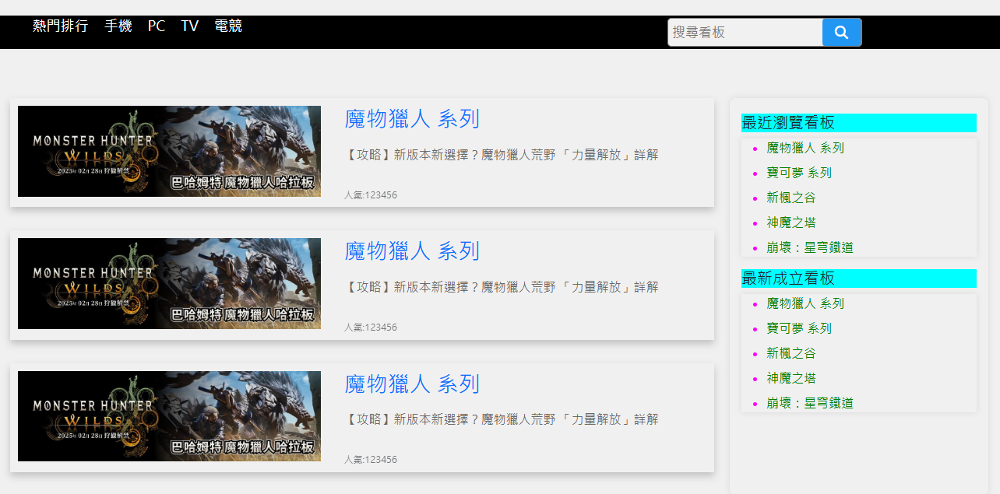 熱門排行 手機 PC TV 電競
搜尋看板
MONSTER HUNTER
WILDS
2025年 02月 28日 狩獵解禁
巴哈姆特 魔物獵人哈拉板
魔物獵人 系列
【攻略】新版本新選擇？魔物獵人荒野 「力量解放」詳解
人氣:123456
MONSTER HUNTER
WILDS
2025年 02月 28日 狩獵解禁
巴哈姆特 魔物獵人哈拉板
魔物獵人 系列
【攻略】新版本新選擇？魔物獵人荒野 「力量解放」詳解
人氣:123456
MONSTER HUNTER
WILDS
2025年 02月 28日 狩獵解禁
巴哈姆特 魔物獵人哈拉板
魔物獵人 系列
【攻略】新版本新選擇？魔物獵人荒野 「力量解放」詳解
人氣:123456
最近瀏覽看板
魔物獵人 系列
寶可夢 系列
新楓之谷
神魔之塔
崩壞：星穹鐵道
最新成立看板
魔物獵人 系列
寶可夢 系列
新楓之谷
神魔之塔
崩壞：星穹鐵道